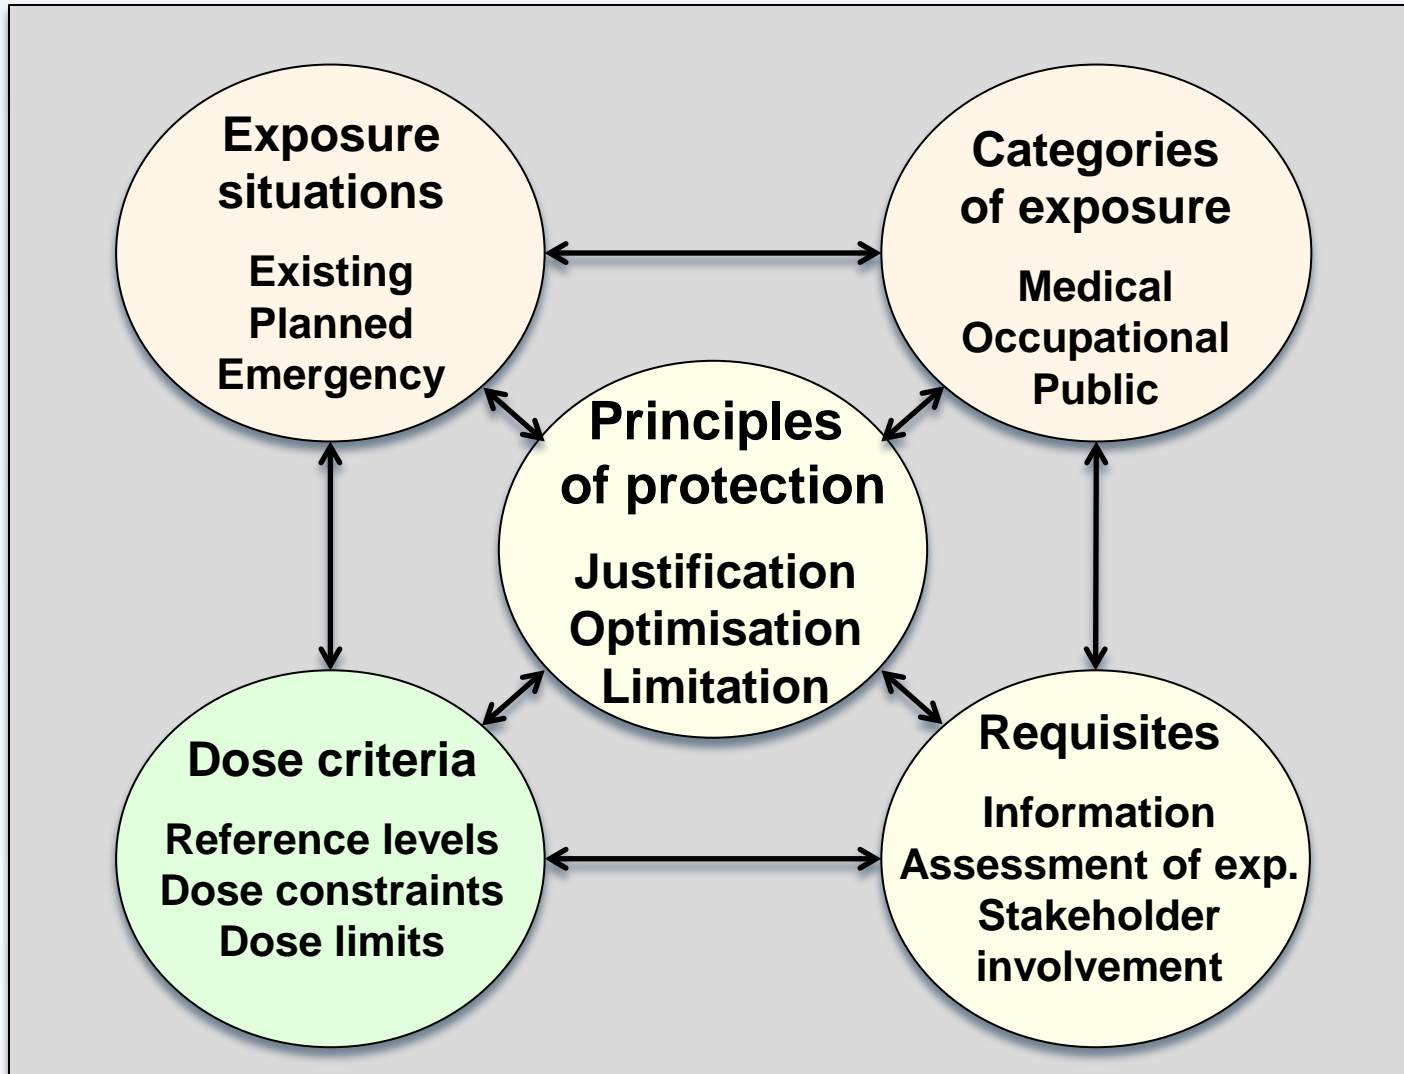 Exposure
situations
Existing
Planned
Emergency
Categories
of exposure
Medical
Occupational
Public
Principles
of protection
Justification
Optimisation
Limitation
Dose criteria
Reference levels
Dose constraints
Dose limits
Requisites
Information
Assessment of exp.
Stakeholder
involvement